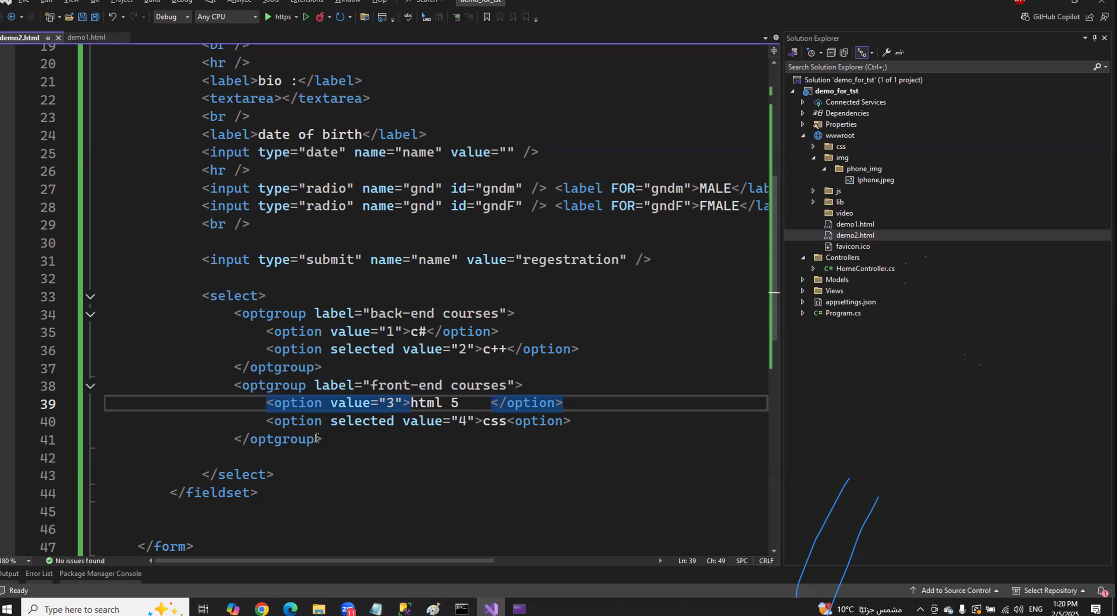 Debug
Any CPU
https
demo_for_tst
GitHub Copilot
demo2.html
demo1.html
19 <br />
20 <hr />
21 <label>bio :</label>
22 <textarea></textarea>
23 <br />
24 <label>date of birth</label>
25 <input type="date" name="name" value="" />
26 <hr />
27 <input type="radio" name="gnd" id="gndm" /> <label FOR="gndm">MALE</lab
28 <input type="radio" name="gnd" id="gndF" /> <label FOR="gndF">FMALE</la
29 <br />
30
31 <input type="submit" name="name" value="regestration" />
32
33 <select>
34 <optgroup label="back-end courses">
35 <option value="1">c#</option>
36 <option selected value="2">c++</option>
37 </optgroup>
38 <optgroup label="front-end courses">
39 <option value="3">html 5 </option>
40 <option selected value="4">css<option>
41 </optgroup>
42
43 </select>
44 </fieldset>
45
46
47 </form>
No issues found
Ln: 39 Ch: 49 SPC CRLF
Output Error List Package Manager Console
Ready
Solution Explorer
Search Solution Explorer (Ctrl+;)
Solution 'demo_for_tst' (1 of 1 project)
demo_for_tst
Connected Services
Dependencies
Properties
wwwroot
css
img
phone_img
Iphone.jpeg
js
lib
video
demo1.html
demo2.html
favicon.ico
Controllers
HomeController.cs
Models
Views
appsettings.json
Program.cs
Add to Source Control
Select Repository
Type here to search
10°C مشمس جزئيًا
ENG
1:20 PM
2/5/2025